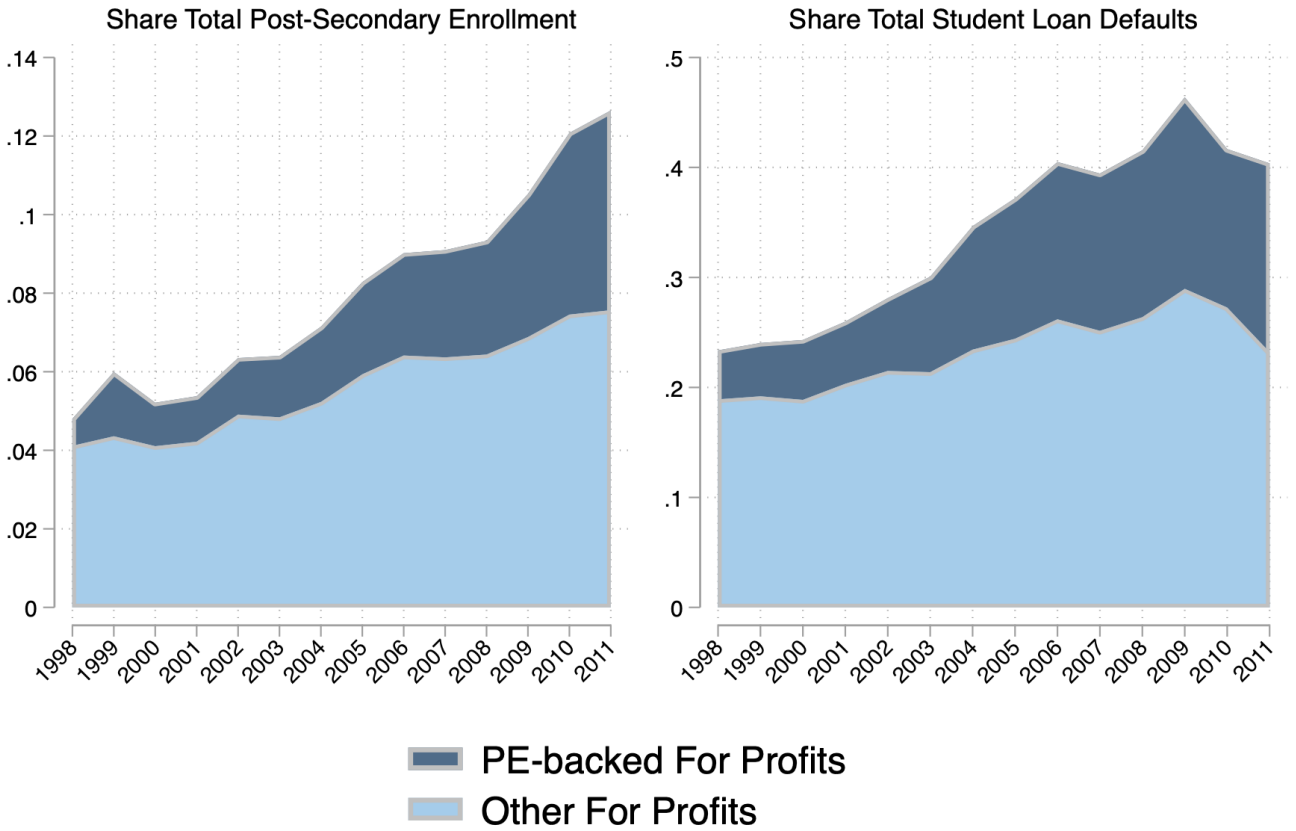 Share Total Post-Secondary Enrollment
.14
.12
.1
.08
.06
.04
.02
0
1998 1999 2000 2001 2002 2003 2004 2005 2006 2007 2008 2009 2010 2011
Share Total Student Loan Defaults
.5
.4
.3
.2
.1
0
1998 1999 2000 2001 2002 2003 2004 2005 2006 2007 2008 2009 2010 2011
PE-backed For Profits
Other For Profits